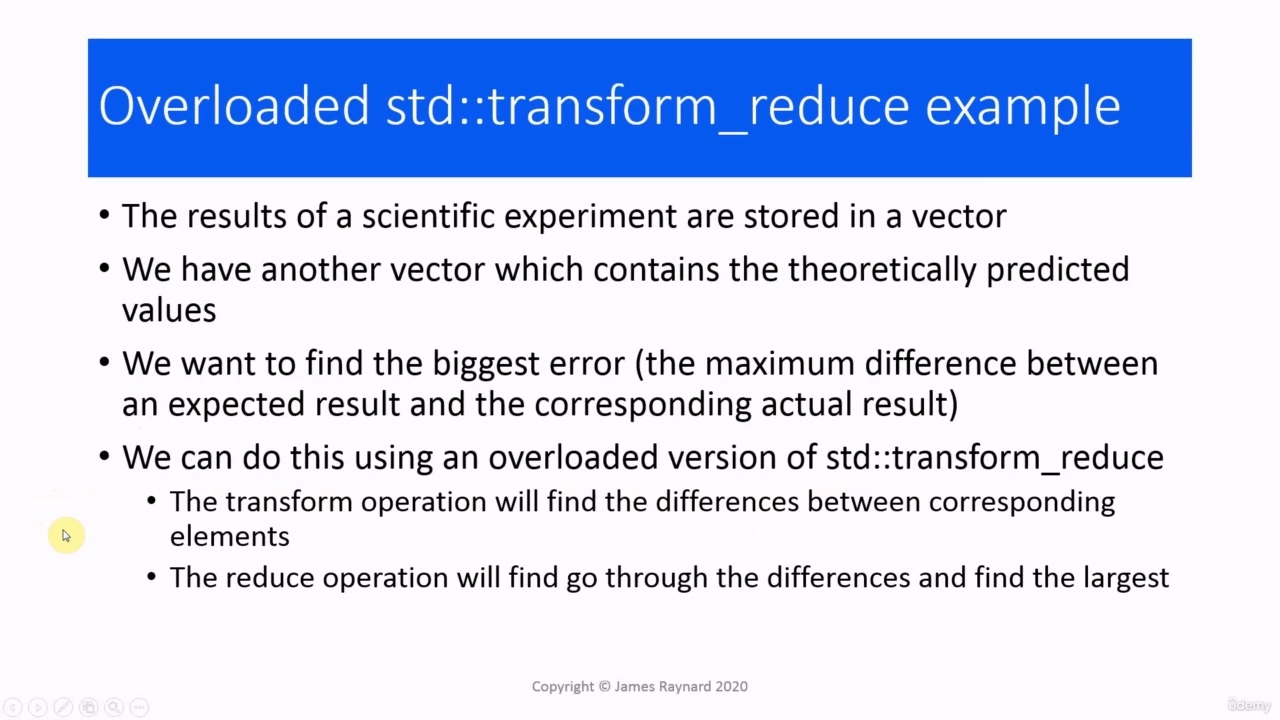 Overloaded std::transform_reduce example
• The results of a scientific experiment are stored in a vector
• We have another vector which contains the theoretically predicted
values
• We want to find the biggest error (the maximum difference between
an expected result and the corresponding actual result)
• We can do this using an overloaded version of std::transform_reduce
• The transform operation will find the differences between corresponding
elements
• The reduce operation will find go through the differences and find the largest
Copyright © James Raynard 2020
ûdemy